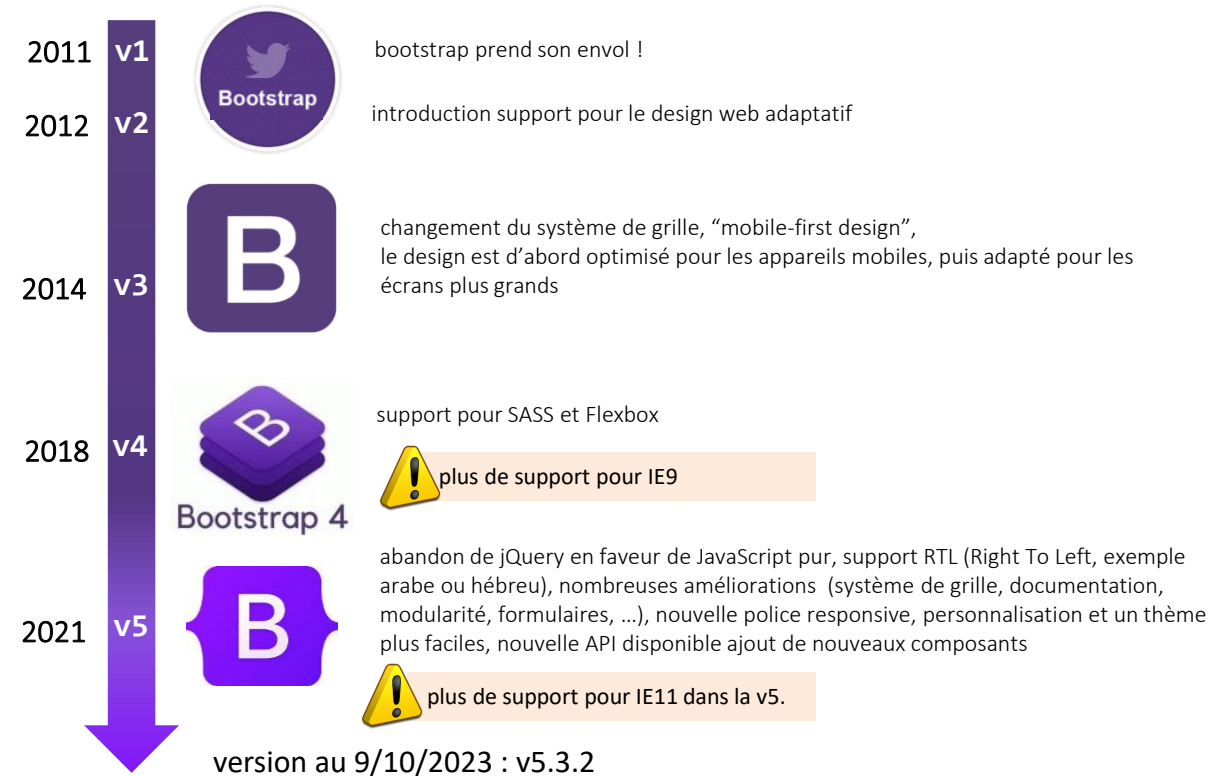 2011 v1 bootstrap prend son envol !
Bootstrap
2012 v2 introduction support pour le design web adaptatif
B
changement du système de grille, “mobile-first design”,
le design est d’abord optimisé pour les appareils mobiles, puis adapté pour les
2014 v3 écrans plus grands
B
support pour SASS et Flexbox
2018 v4
plus de support pour IE9
Bootstrap 4
abandon de jQuery en faveur de JavaScript pur, support RTL (Right To Left, exemple
arabe ou hébreu), nombreuses améliorations (système de grille, documentation,
B
modularité, formulaires, …), nouvelle police responsive, personnalisation et un thème
2021 v5 plus faciles, nouvelle API disponible ajout de nouveaux composants
plus de support pour IE11 dans la v5.
version au 9/10/2023 : v5.3.2